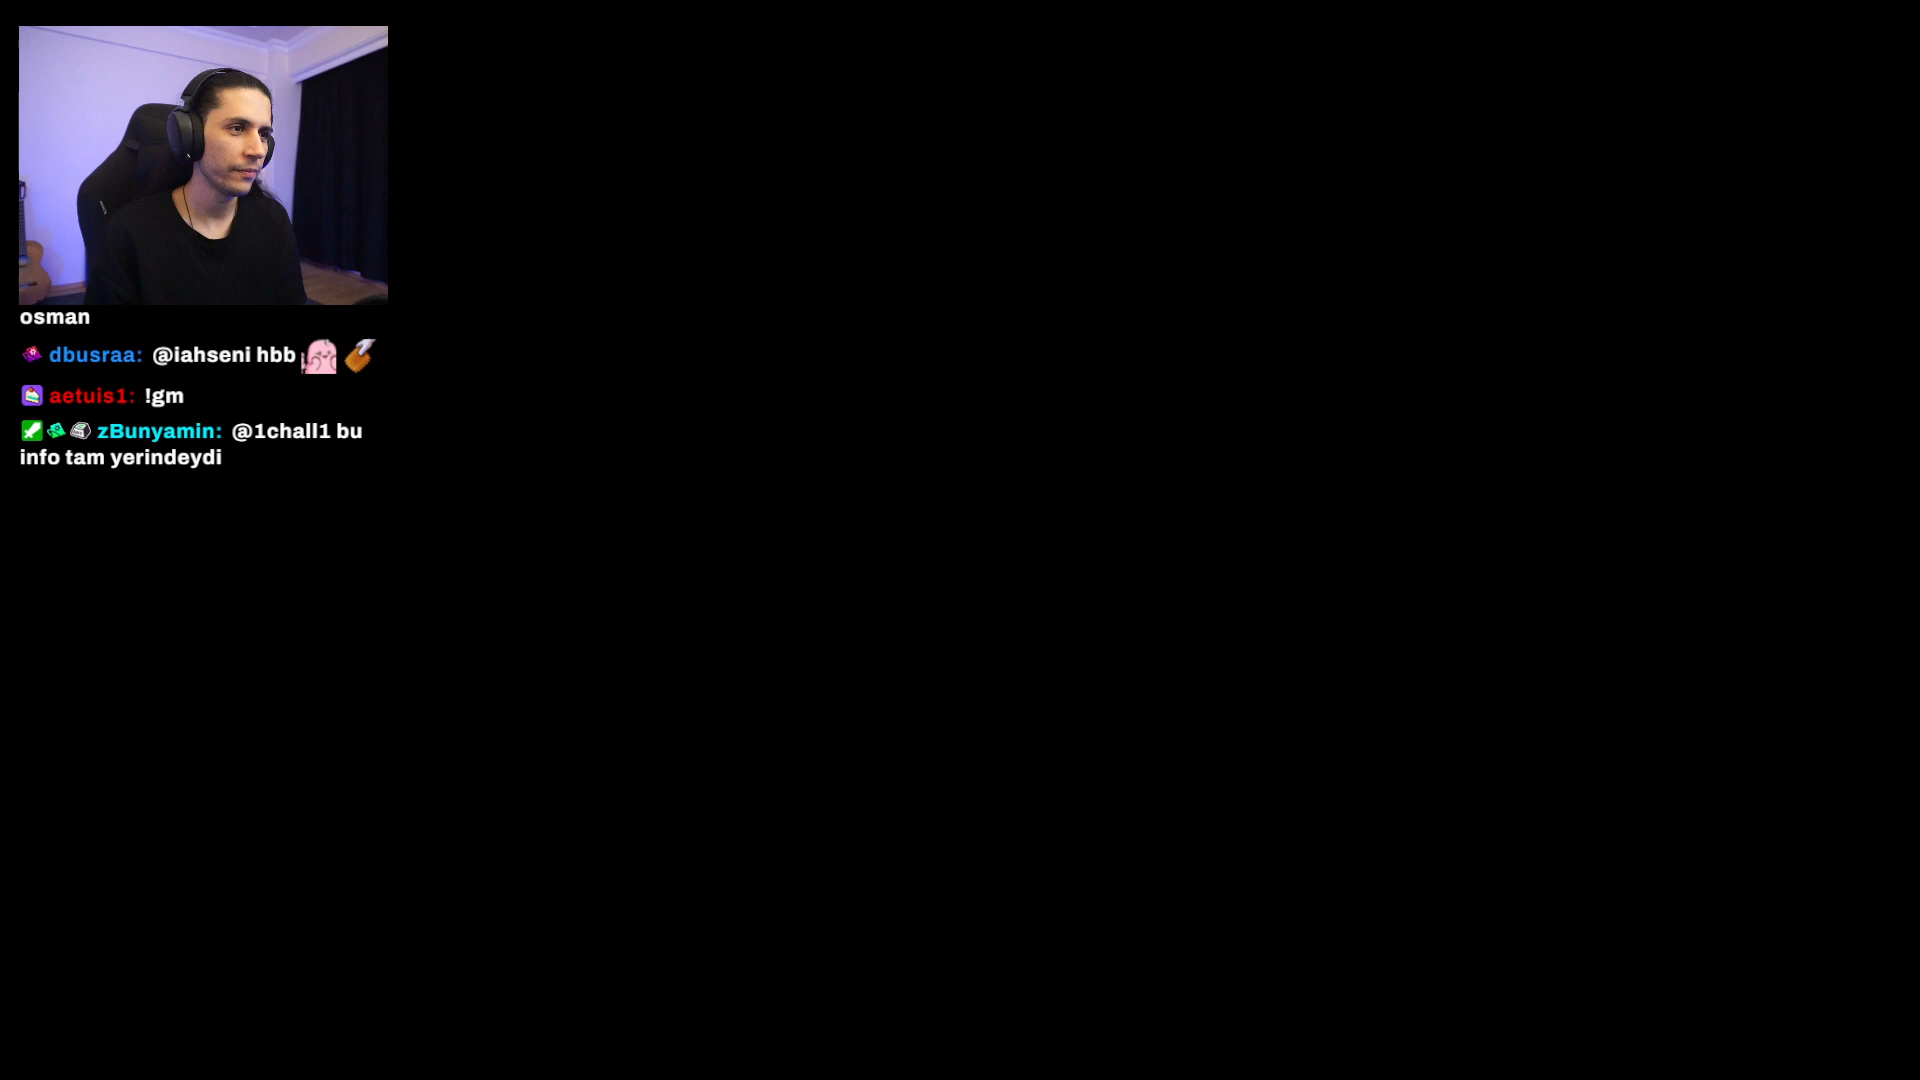 osman
dbusraa: @iahseni hbb
aetuis1: !gm
zBunyamin: @1chall1 bu
info tam yerindeydi